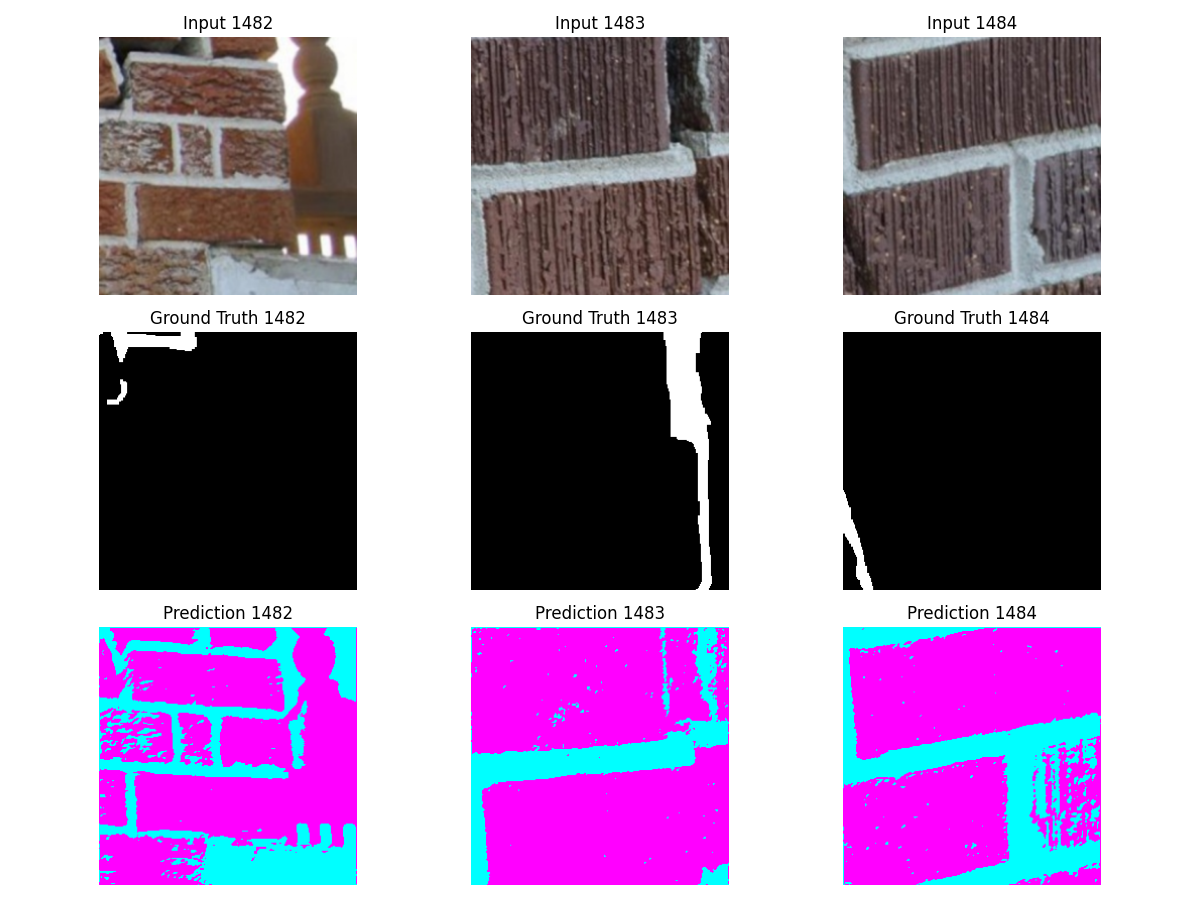 Input 1482
Input 1483
Input 1484
Ground Truth 1482
Ground Truth 1483
Ground Truth 1484
Prediction 1482
Prediction 1483
Prediction 1484